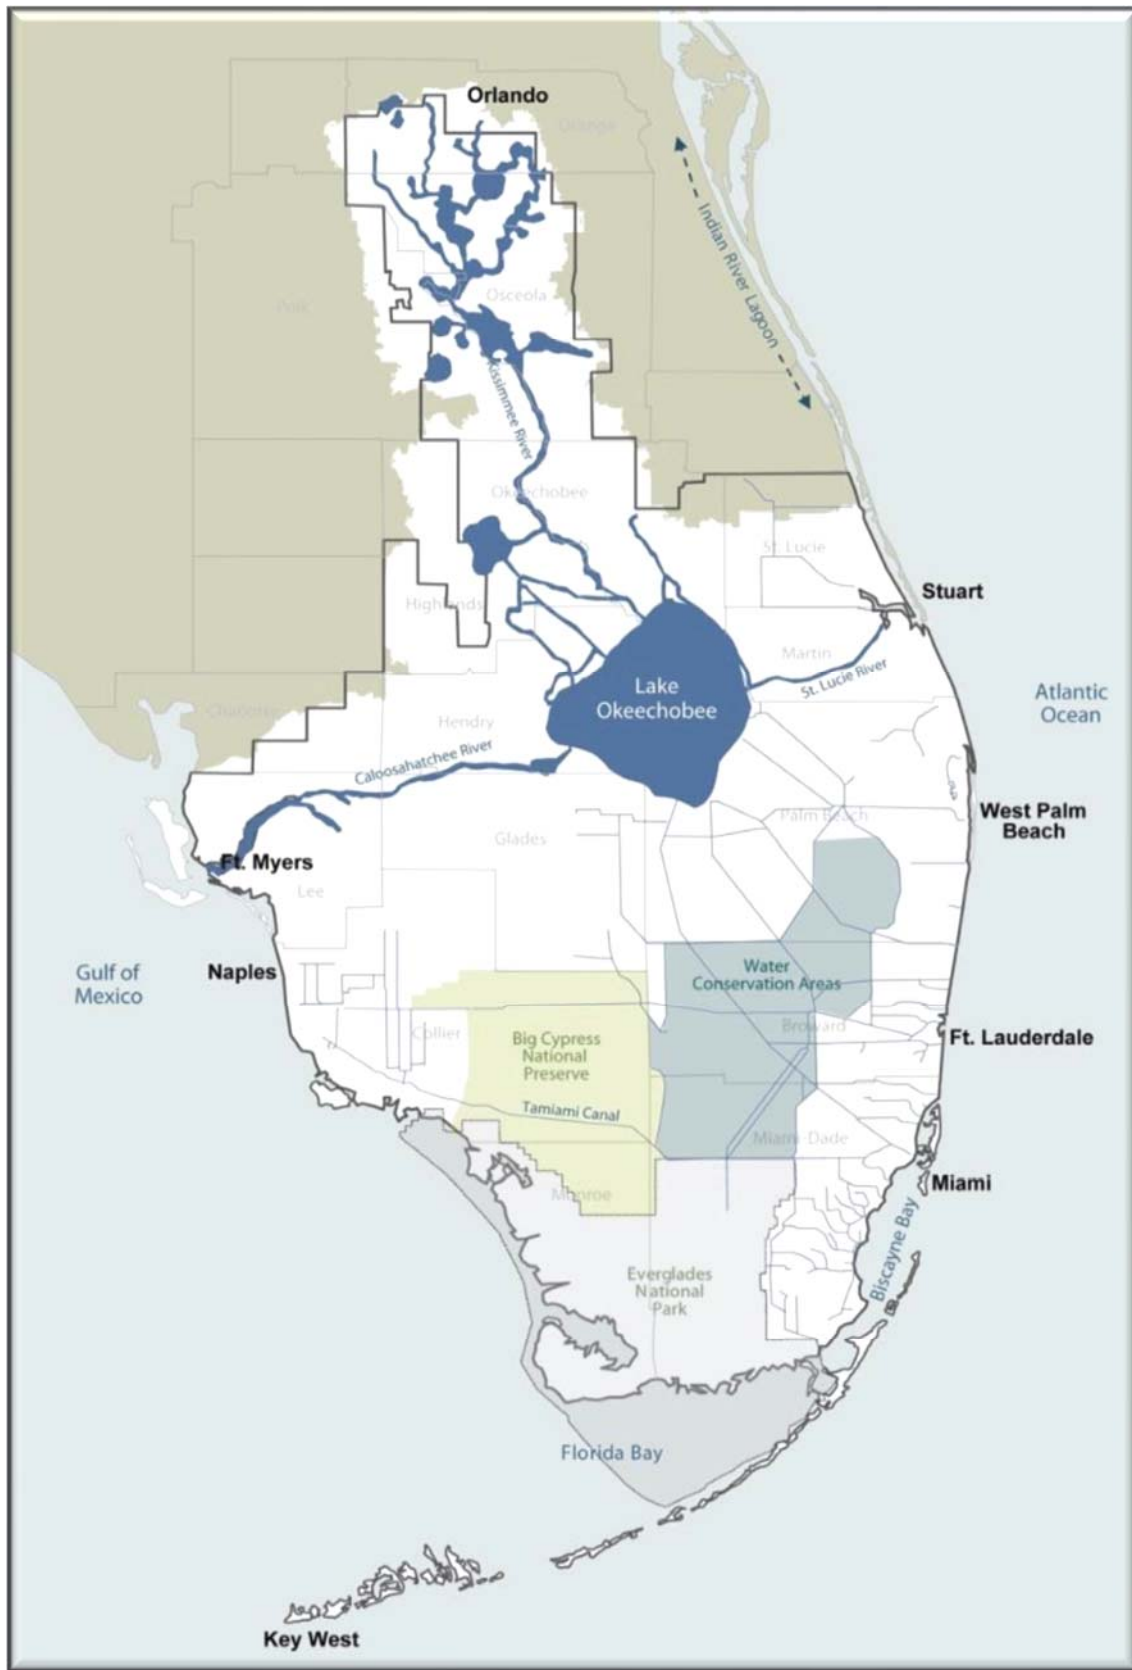 Orlando
Orange
Indian River Lagoon
Polk
Osceola
Kissimmee River
Okeechobee
St. Lucie
Stuart
Highlands
Martin
St. Lucie River
Lake
Okeechobee
Atlantic
Ocean
Charlotte
Hendry
Caloosahatchee River
West Palm
Beach
Palm Beach
Glades
Ft. Myers
Lee
Gulf of
Mexico
Naples
Water
Conservation Areas
Collier
Big Cypress
National
Preserve
Broward
Ft. Lauderdale
Tamiami Canal
Miami-Dade
Miami
Monroe
Biscayne Bay
Everglades
National
Park
Florida Bay
Key West